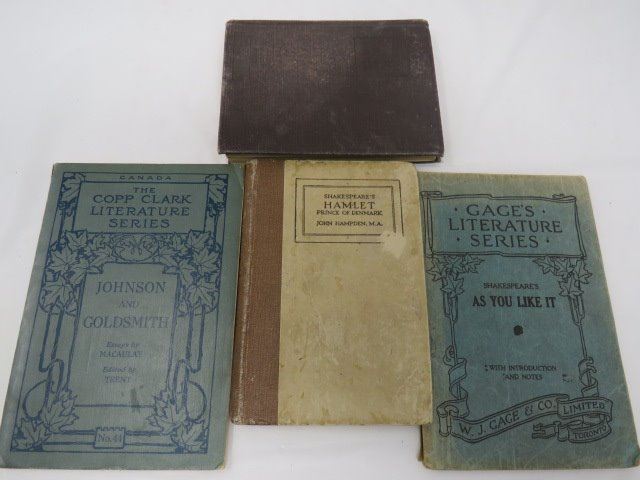 CANADA
THE
COPP CLARK
LITERATURE
SERIES
JOHNSON
AND
GOLDSMITH
Essays by
MACAULAY
Edited by
TRENT
No. 44
SHAKESPEARE'S
HAMLET
PRINCE OF DENMARK
JOHN HAMPDEN, M.A.
GAGE'S
LITERATURE
SERIES
SHAKESPEARE'S
AS YOU LIKE IT
WITH INTRODUCTION
AND NOTES
W. J. GAGE & CO. LIMITED
TORONTO